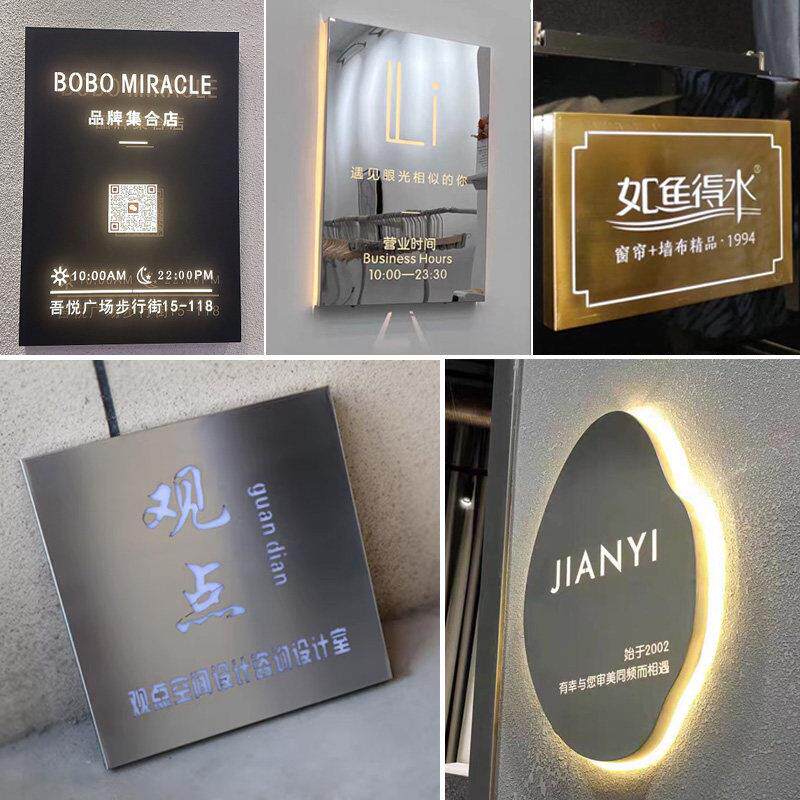 BOBO MIRACLE
品牌集合店
10:00AM 22:00PM
吾悦广场步行街15-118
LLi
遇见眼光相似的你
营业时间
Business Hours
10:00—23:30
如鱼得水®
窗帘+墙布精品·1994
观点
guan dian
观点空间设计咨询设计室
JIANYI
始于2002
有幸与您审美同频而相遇